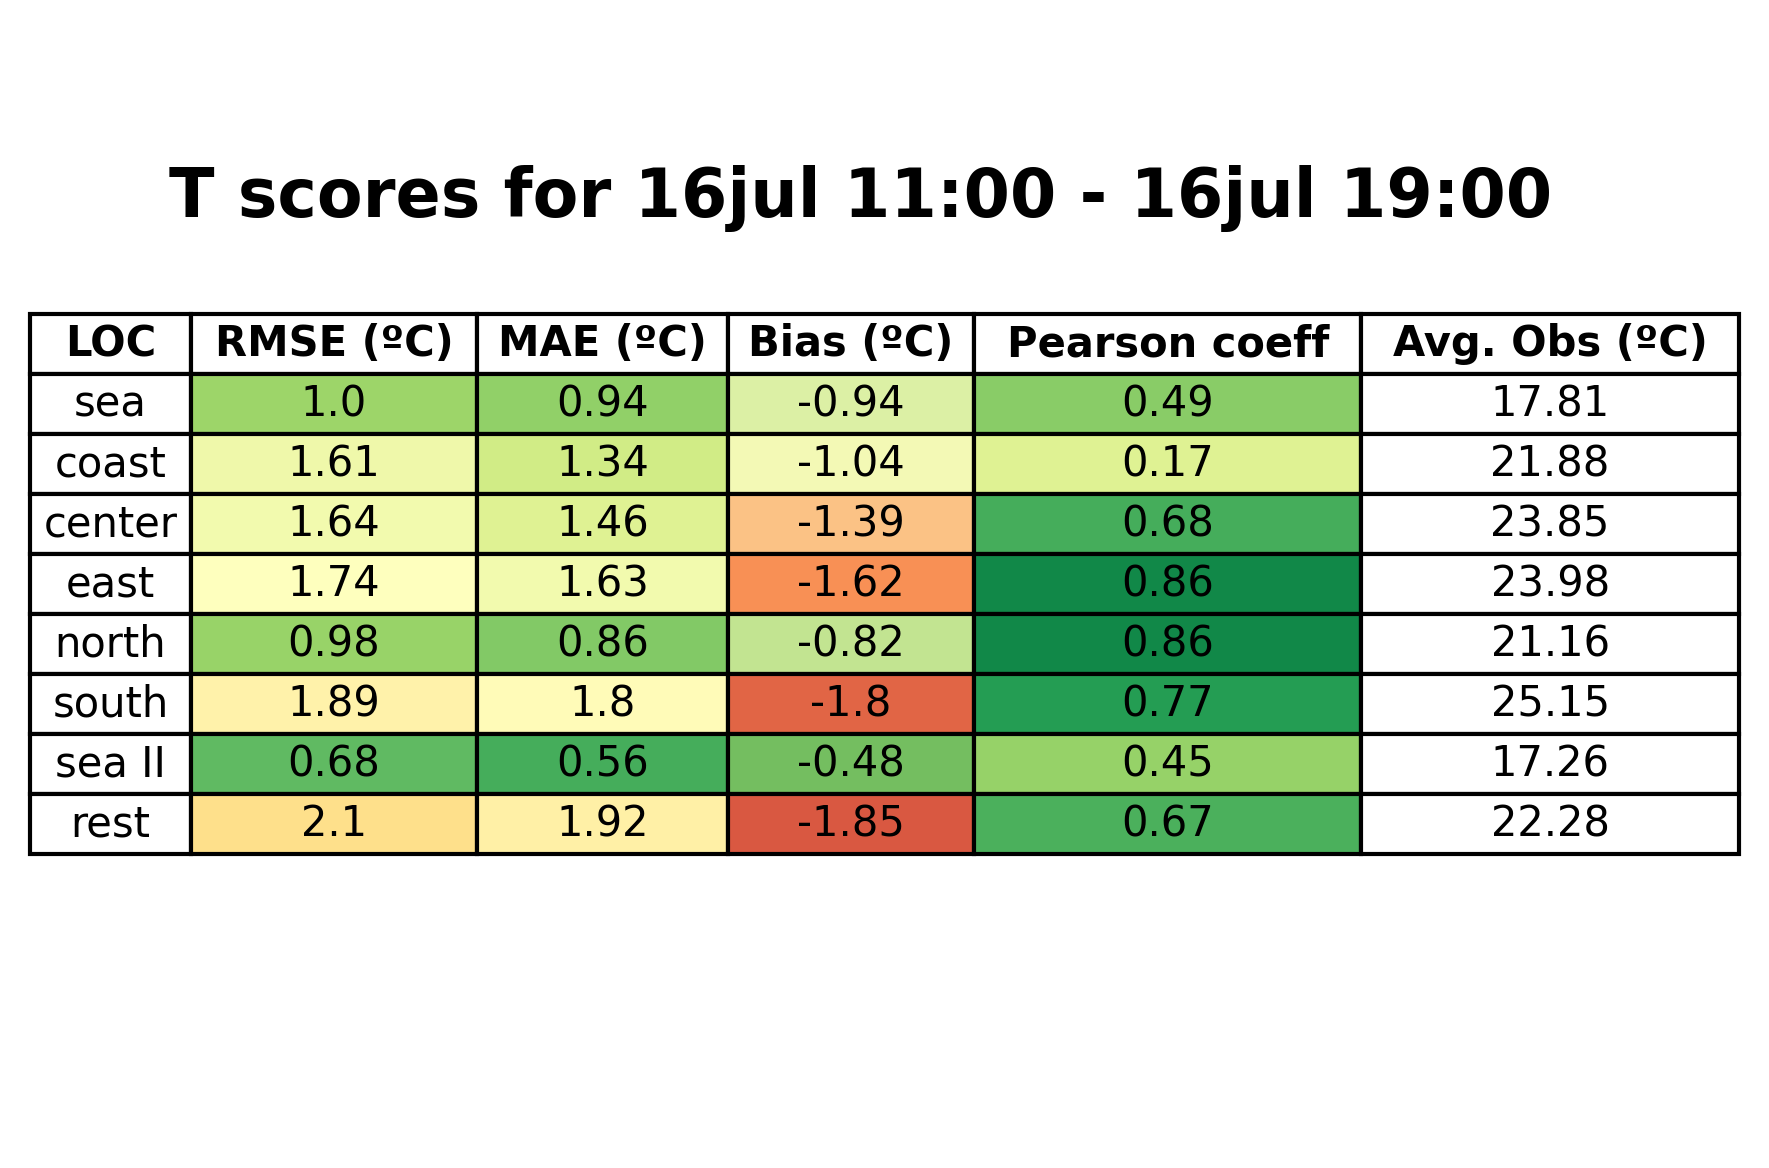 T scores for 16jul 11:00 - 16jul 19:00
LOC RMSE (ºC) MAE (ºC) Bias (ºC) Pearson coeff Avg. Obs (ºC)
sea 1.0 0.94 -0.94 0.49 17.81
coast 1.61 1.34 -1.04 0.17 21.88
center 1.64 1.46 -1.39 0.68 23.85
east 1.74 1.63 -1.62 0.86 23.98
north 0.98 0.86 -0.82 0.86 21.16
south 1.89 1.8 -1.8 0.77 25.15
sea II 0.68 0.56 -0.48 0.45 17.26
rest 2.1 1.92 -1.85 0.67 22.28